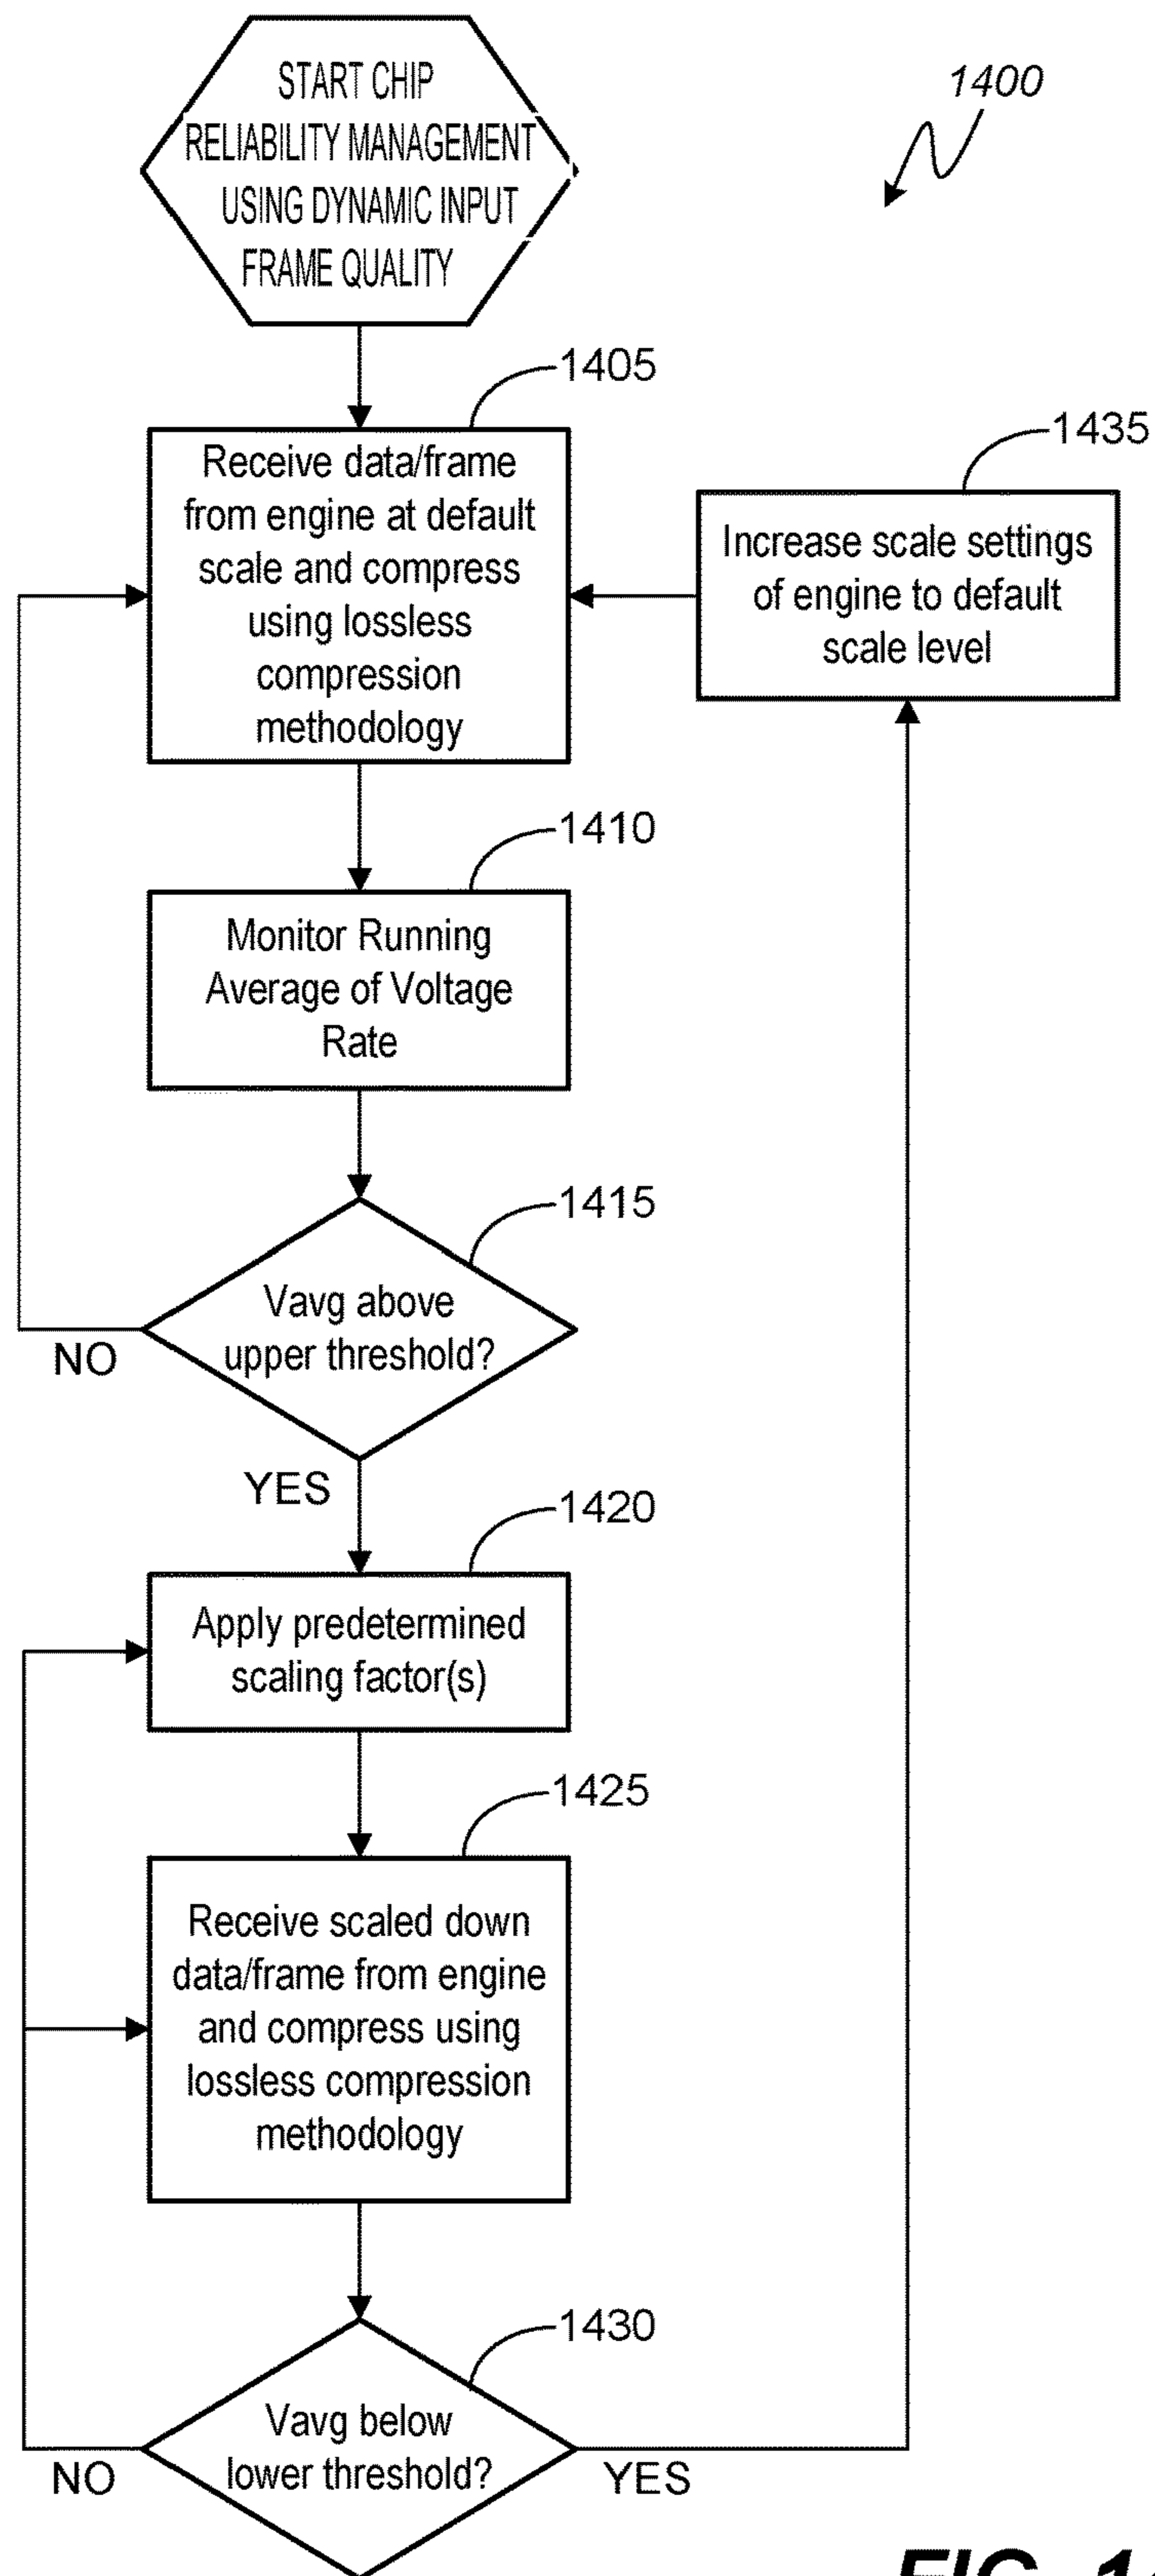 START CHIP
RELIABILITY MANAGEMENT
USING DYNAMIC INPUT
FRAME QUALITY
1400
1405
Receive data/frame
from engine at default
scale and compress
using lossless
compression
methodology
1435
Increase scale settings
of engine to default
scale level
1410
Monitor Running
Average of Voltage
Rate
1415
Vavg above
upper threshold?
NO
YES
1420
Apply predetermined
scaling factor(s)
1425
Receive scaled down
data/frame from engine
and compress using
lossless compression
methodology
1430
Vavg below
lower threshold?
NO
YES
FIG.